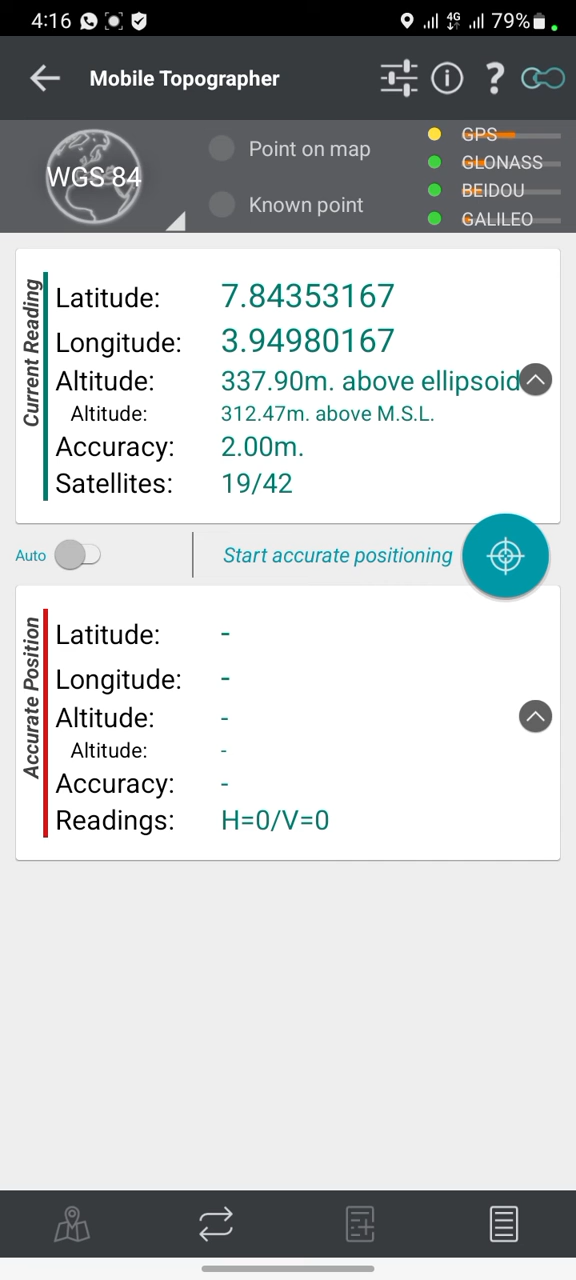 4:16
4G
79%
Mobile Topographer
WGS 84
Point on map
Known point
GPS
GLONASS
BEIDOU
GALILEO
Current Reading
Latitude: 7.84353167
Longitude: 3.94980167
Altitude: 337.90m. above ellipsoid
Altitude: 312.47m. above M.S.L.
Accuracy: 2.00m.
Satellites: 19/42
Auto
Start accurate positioning
Accurate Position
Latitude: -
Longitude: -
Altitude: -
Altitude: -
Accuracy: -
Readings: H=0/V=0